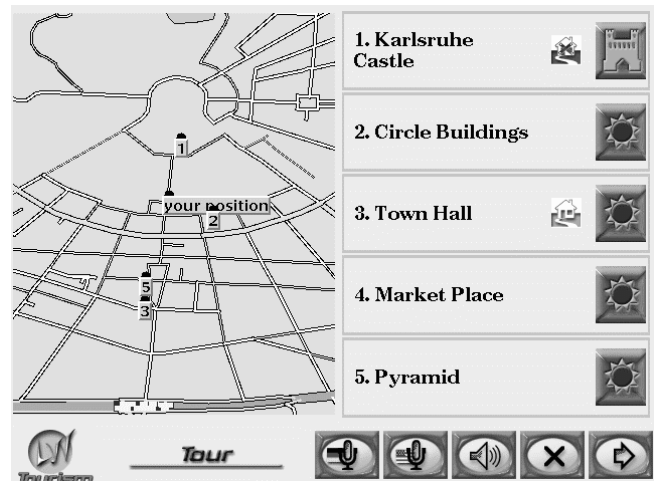 1
your position
2
5
3
1. Karlsruhe
Castle
2. Circle Buildings
3. Town Hall
4. Market Place
5. Pyramid
Tour
Tourism